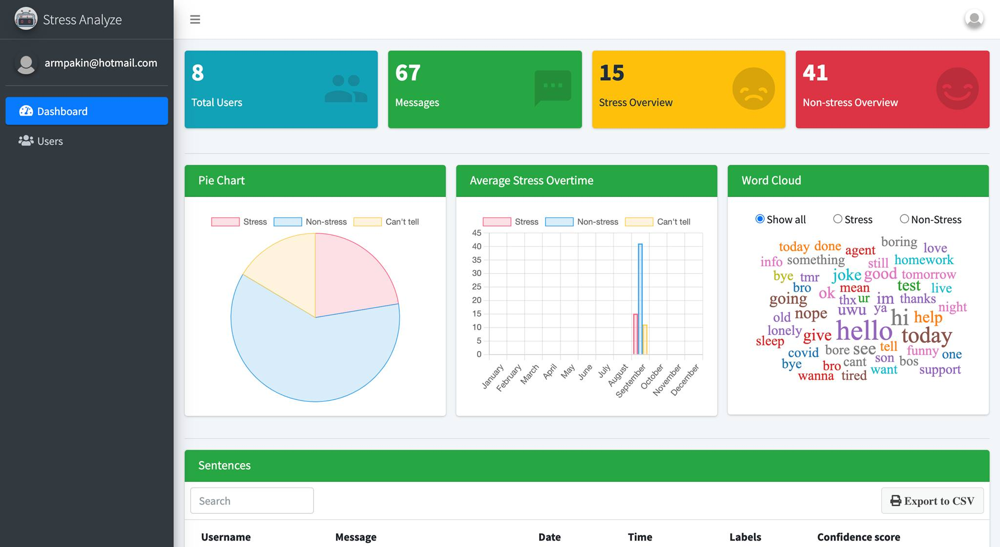 Stress Analyze
armpakin@hotmail.com
Dashboard
Users
8
Total Users
67
Messages
15
Stress Overview
41
Non-stress Overview
Pie Chart
Stress Non-stress Can't tell
Average Stress Overtime
Stress Non-stress Can't tell
45
40
35
30
25
20
15
10
5
0
January February March April May June July August September October November December
Word Cloud
Show all Stress Non-Stress
today done agent boring love
info something still homework
bye tmr joke good tomorrow
bro mean test live
going ok thx ur im thanks
old nope uwu ya hi help night
lonely give hello today
sleep
covid bore see tell funny one
bye bro cant son bos
wanna tired want support
Sentences
Search
Export to CSV
Username Message Date Time Labels Confidence score